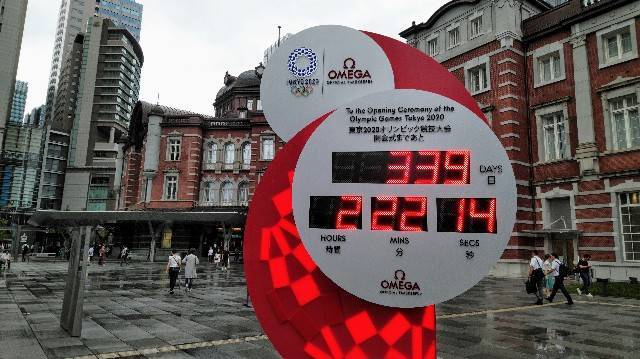 TOKYO 2020
OMEGA
OFFICIAL TIMEKEEPER
To the Opening Ceremony of the
Olympic Games Tokyo 2020
東京2020オリンピック競技大会
開会式まであと
339 DAYS
日
2 22 14
HOURS MINS SECS
時間 分 秒
OMEGA
OFFICIAL TIMEKEEPER